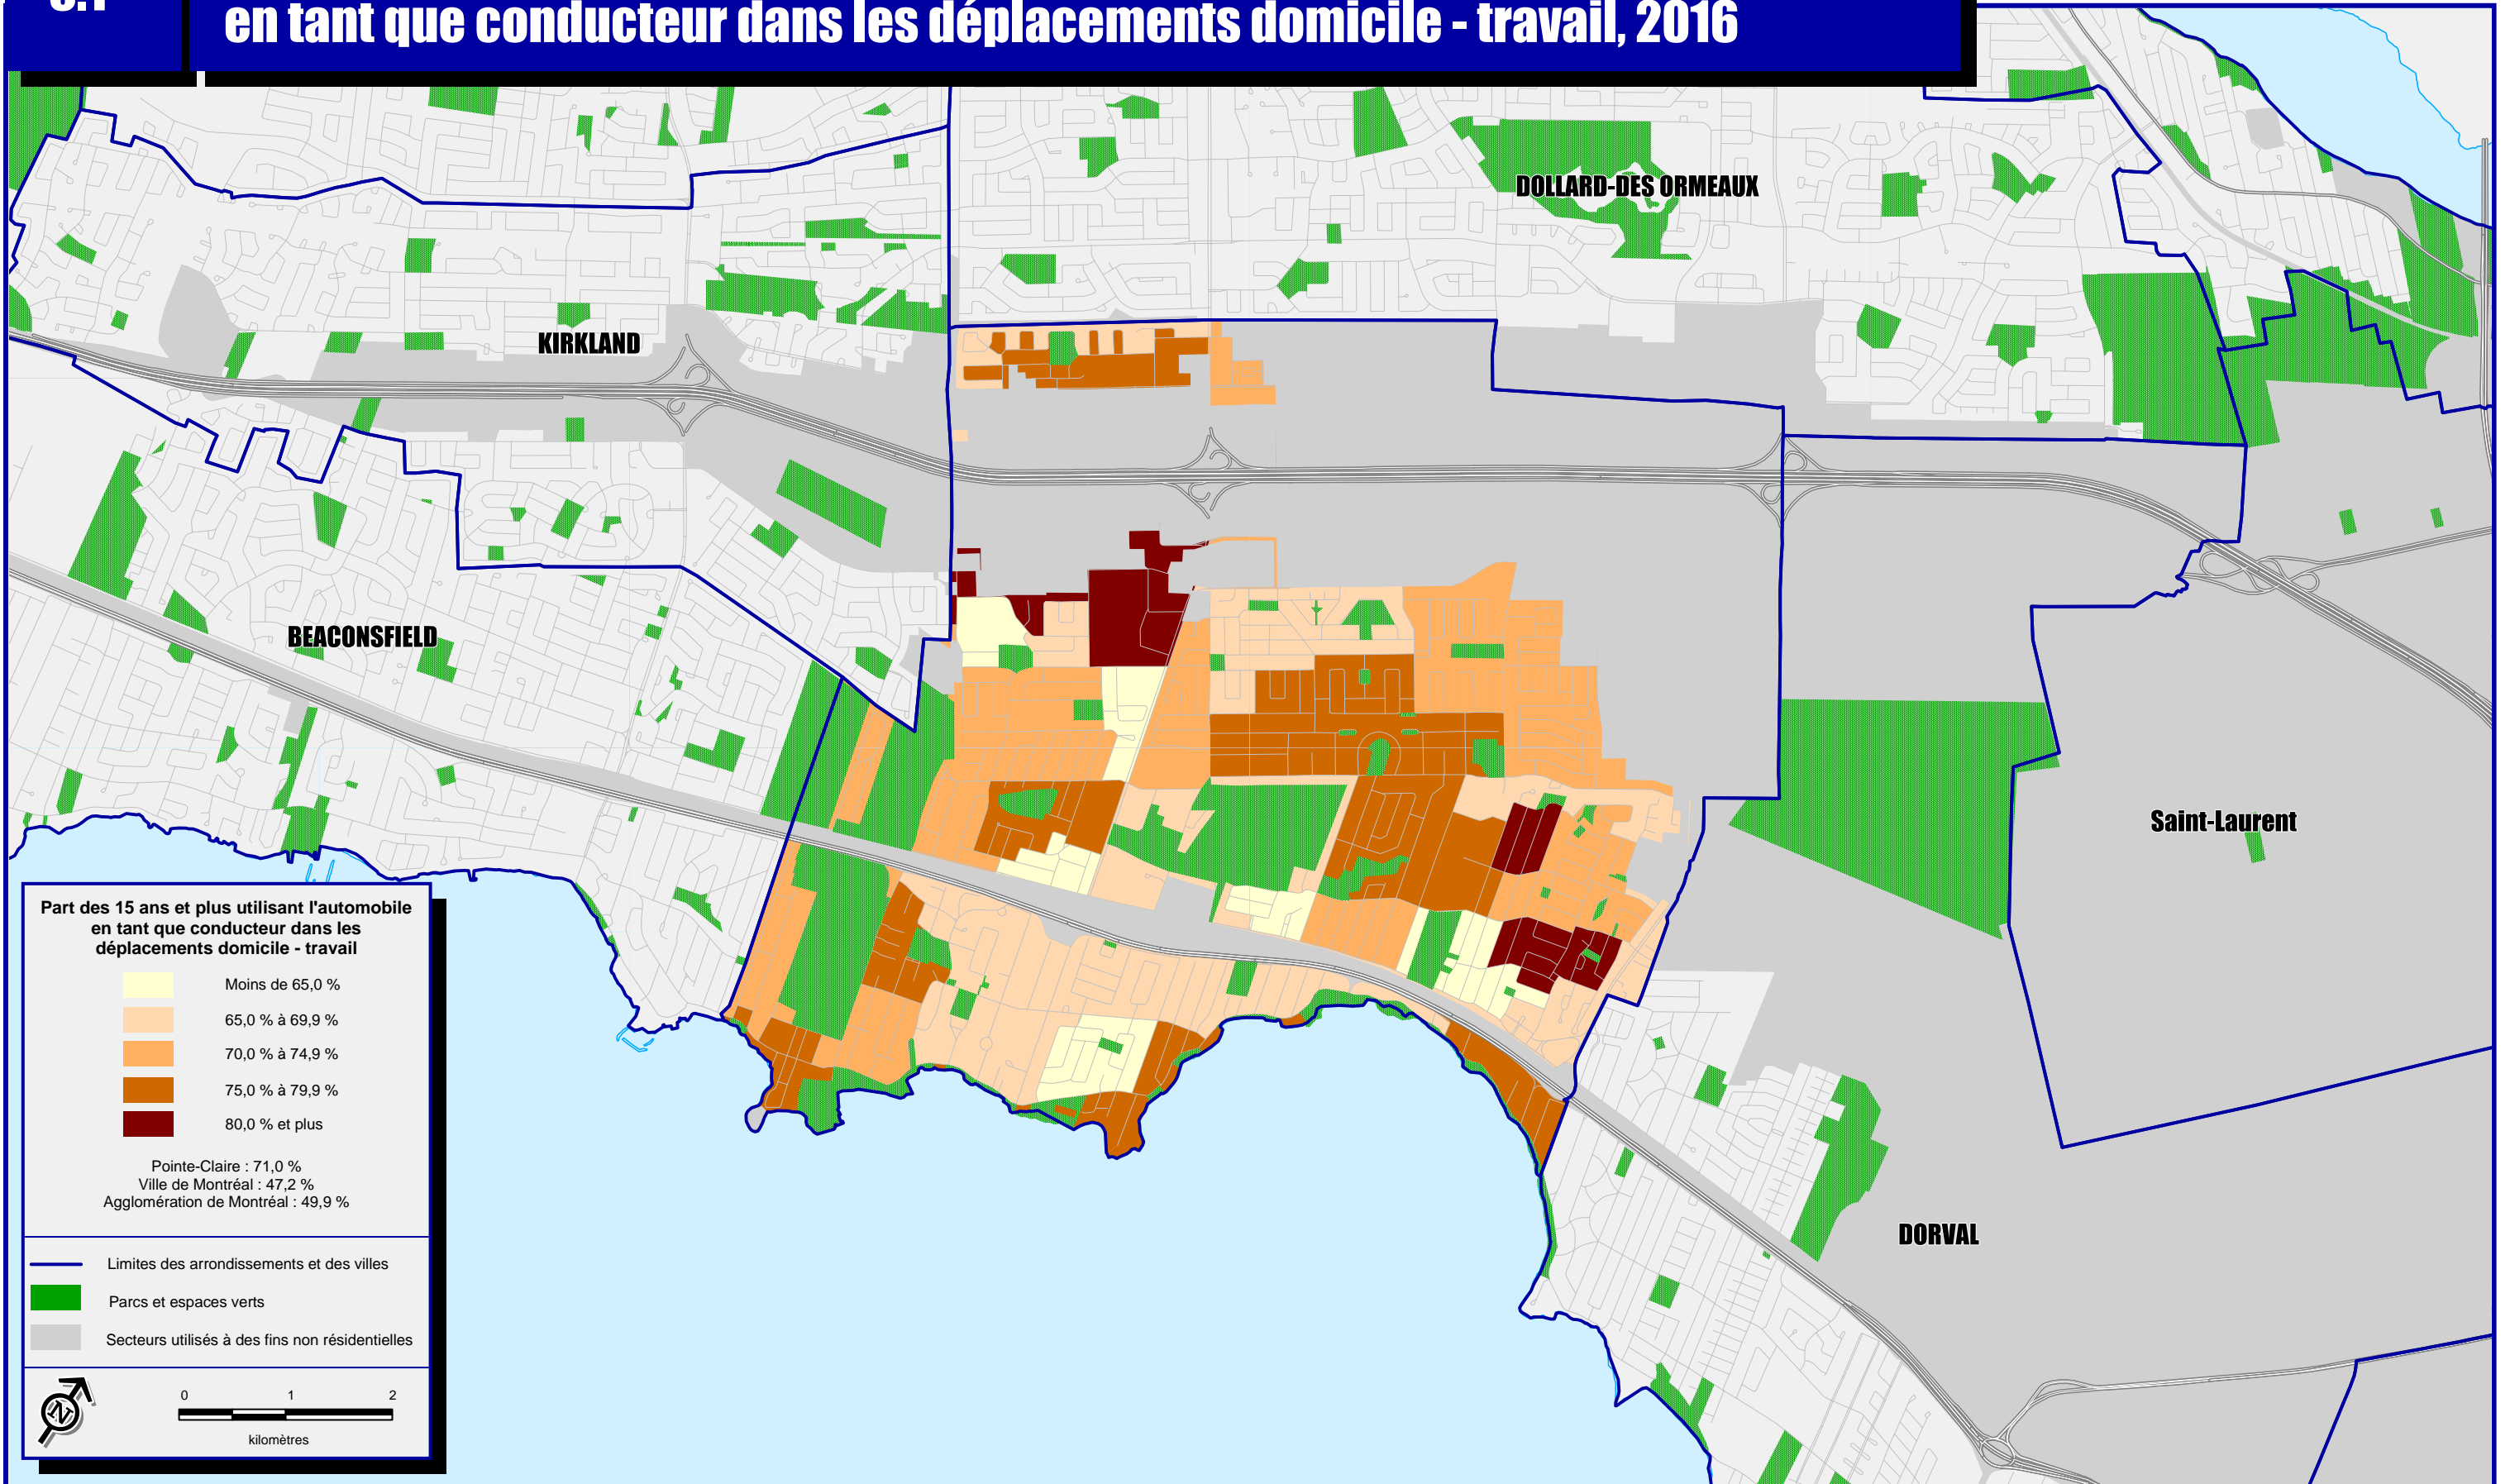 en tant que conducteur dans les déplacements domicile - travail, 2016
DOLLARD-DES ORMEAUX
KIRKLAND
BEACONSFIELD
Saint-Laurent
DORVAL
Part des 15 ans et plus utilisant l'automobile
en tant que conducteur dans les
déplacements domicile - travail
Moins de 65,0 %
65,0 % à 69,9 %
70,0 % à 74,9 %
75,0 % à 79,9 %
80,0 % et plus
Pointe-Claire : 71,0 %
Ville de Montréal : 47,2 %
Agglomération de Montréal : 49,9 %
Limites des arrondissements et des villes
Parcs et espaces verts
Secteurs utilisés à des fins non résidentielles
N
0 1 2
kilomètres